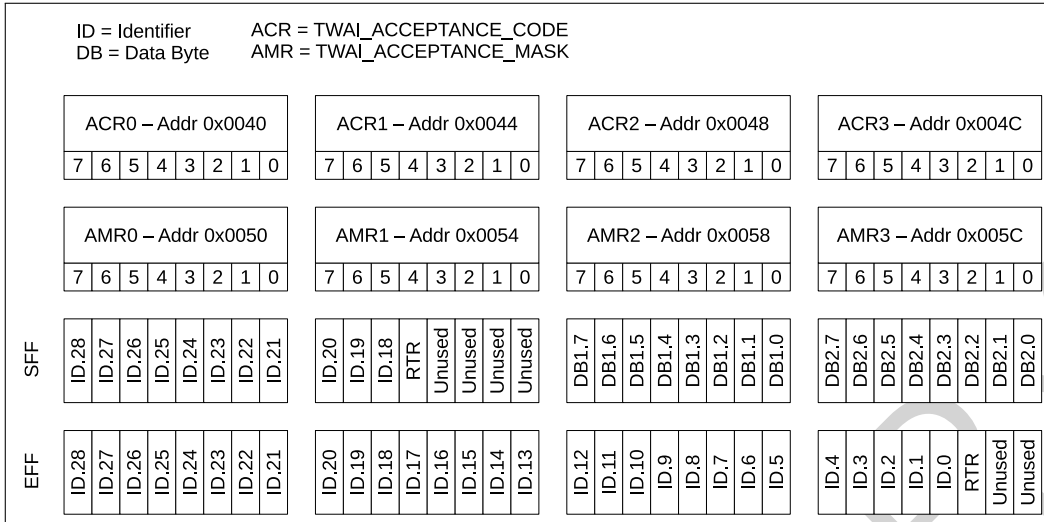 ID = Identifier ACR = TWAI_ACCEPTANCE_CODE
DB = Data Byte AMR = TWAI_ACCEPTANCE_MASK
ACR0 – Addr 0x0040 ACR1 – Addr 0x0044 ACR2 – Addr 0x0048 ACR3 – Addr 0x004C
7 6 5 4 3 2 1 0 7 6 5 4 3 2 1 0 7 6 5 4 3 2 1 0 7 6 5 4 3 2 1 0
AMR0 – Addr 0x0050 AMR1 – Addr 0x0054 AMR2 – Addr 0x0058 AMR3 – Addr 0x005C
7 6 5 4 3 2 1 0 7 6 5 4 3 2 1 0 7 6 5 4 3 2 1 0 7 6 5 4 3 2 1 0
SFF ID.28 ID.27 ID.26 ID.25 ID.24 ID.23 ID.22 ID.21 ID.20 ID.19 ID.18 RTR Unused Unused Unused Unused DB1.7 DB1.6 DB1.5 DB1.4 DB1.3 DB1.2 DB1.1 DB1.0 DB2.7 DB2.6 DB2.5 DB2.4 DB2.3 DB2.2 DB2.1 DB2.0
EFF ID.28 ID.27 ID.26 ID.25 ID.24 ID.23 ID.22 ID.21 ID.20 ID.19 ID.18 ID.17 ID.16 ID.15 ID.14 ID.13 ID.12 ID.11 ID.10 ID.9 ID.8 ID.7 ID.6 ID.5 ID.4 ID.3 ID.2 ID.1 ID.0 RTR Unused Unused